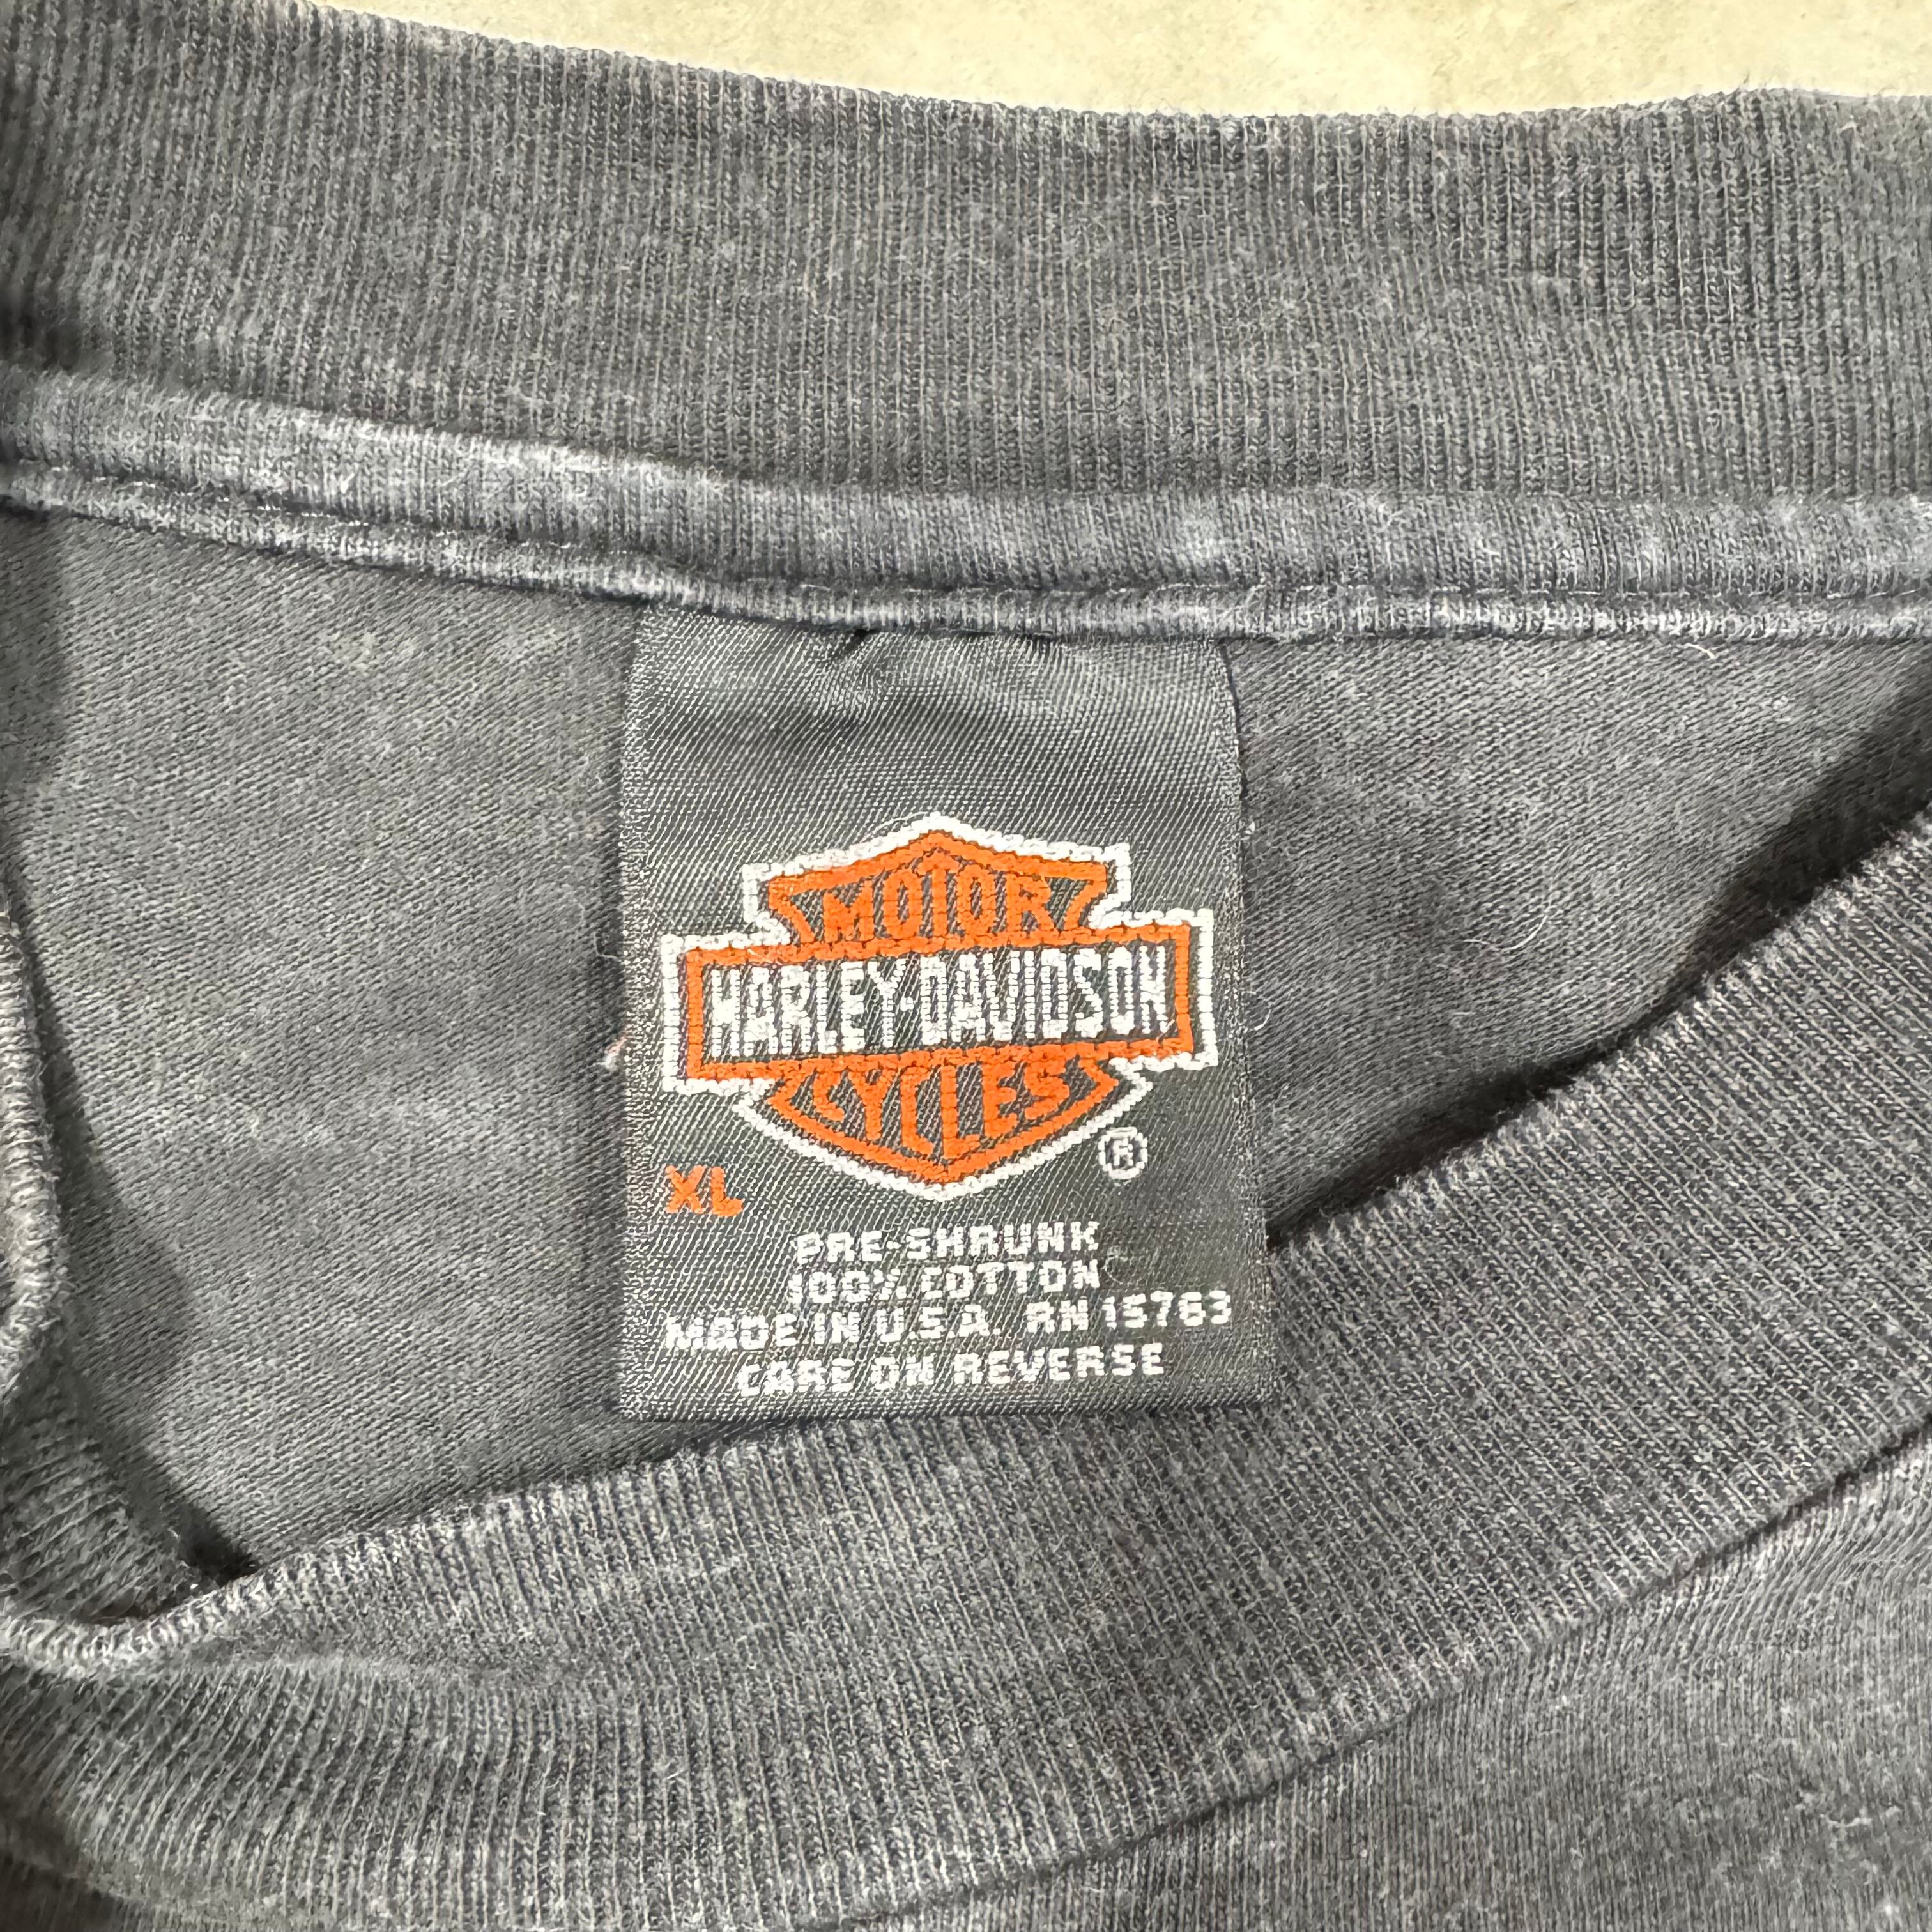 MOTOR
HARLEY-DAVIDSON
CYCLES
®
XL
PRE-SHRUNK
100% COTTON
MADE IN U.S.A. RN 15763
CARE ON REVERSE